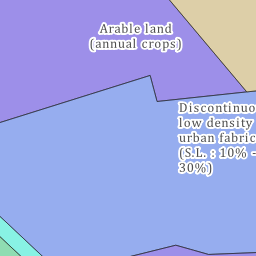 Arable land
(annual crops)
Discontinuo
low density
urban fabric
(S.L. : 10% -
30%)